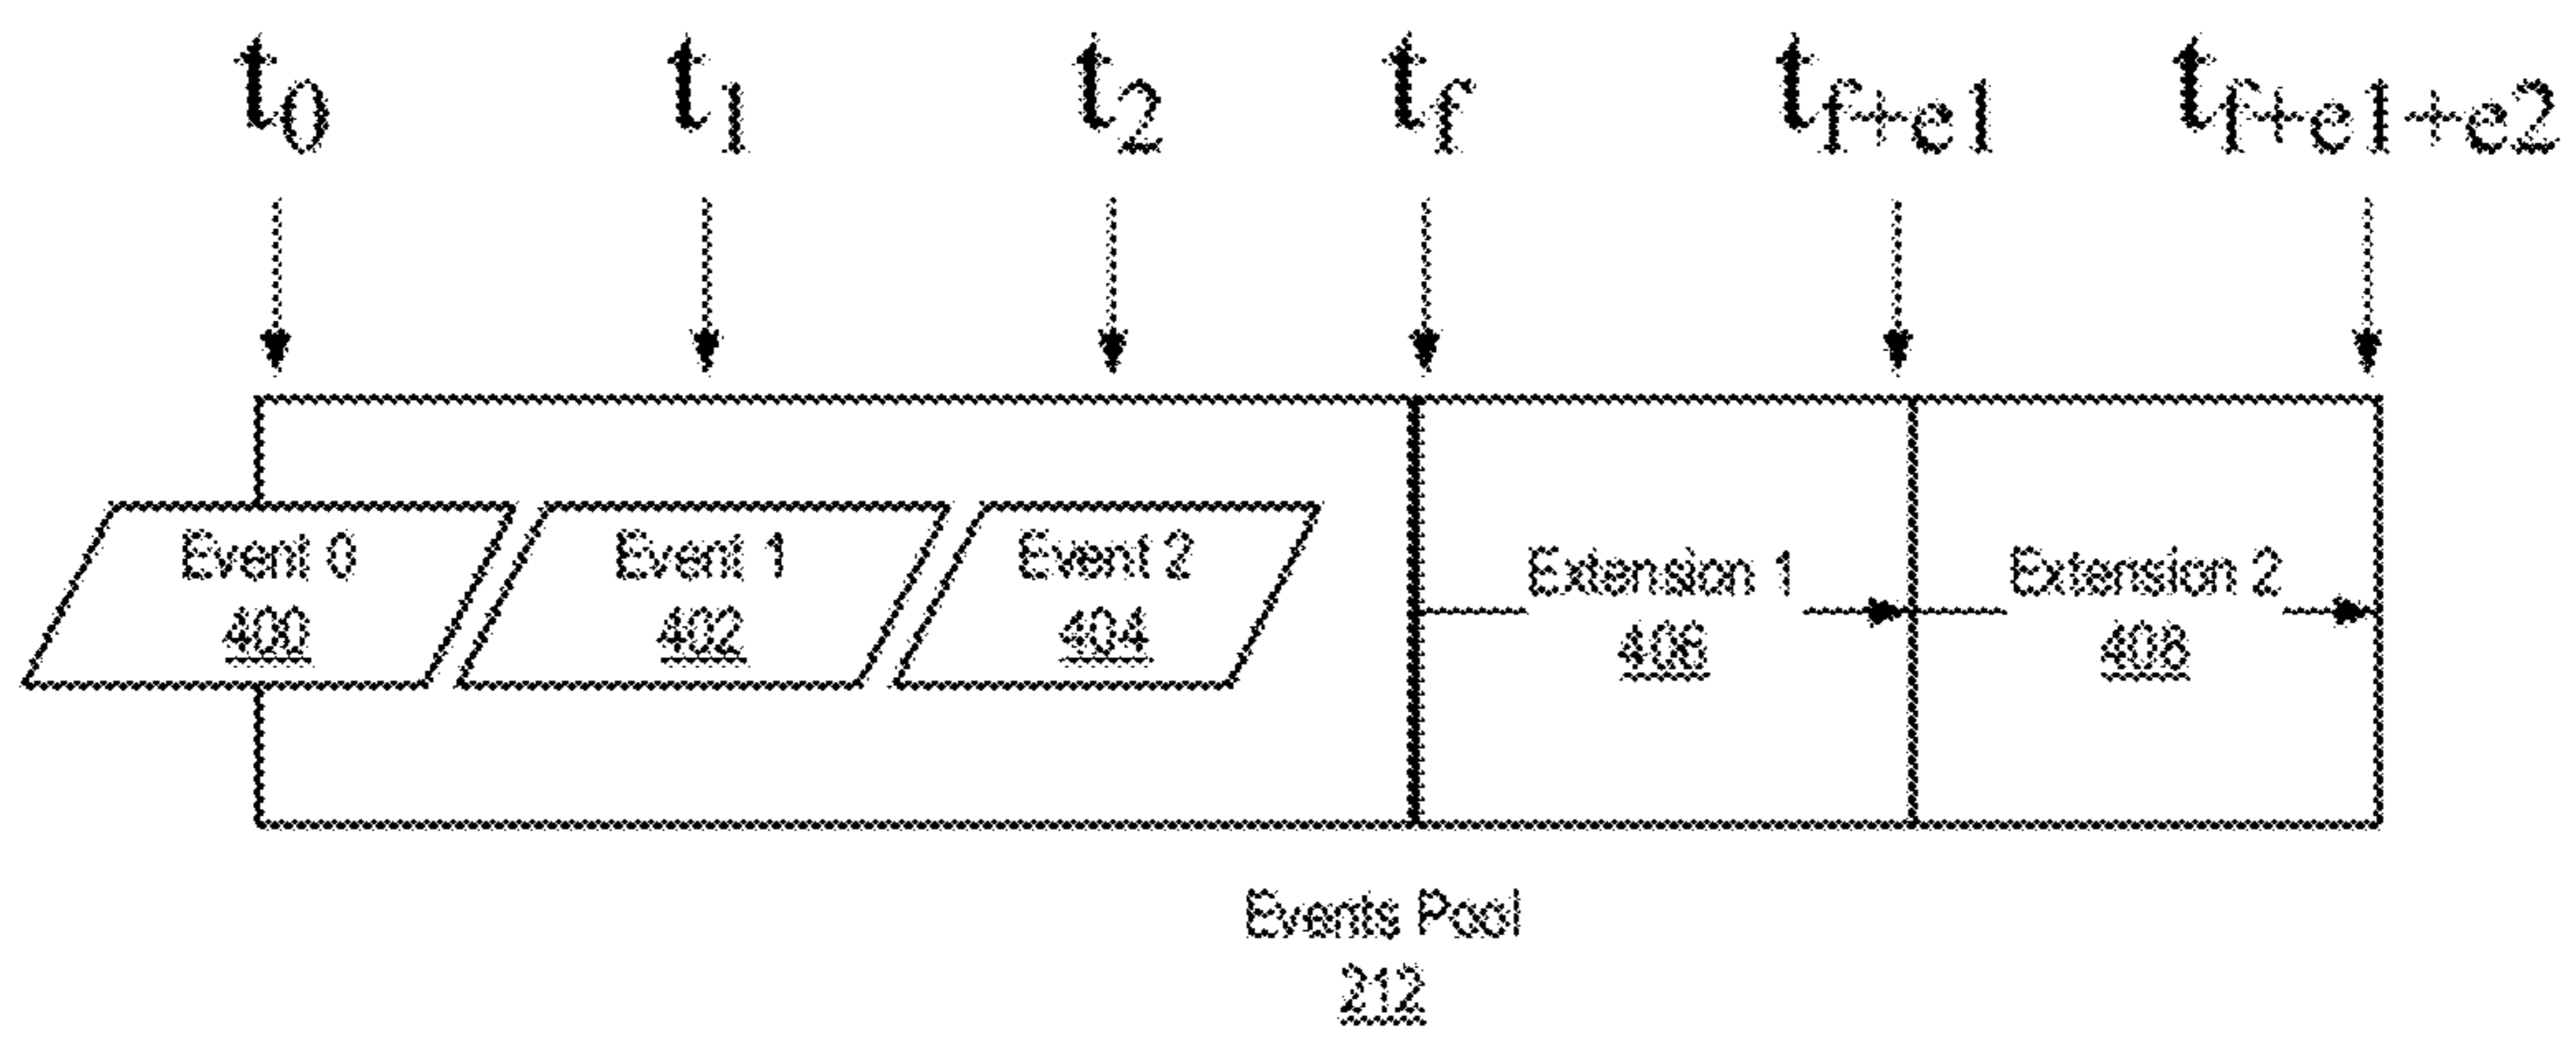 t0 t1 t2 tf tf+e1 tf+e1+e2
Event 0 Event 1 Event 2 Extension 1 Extension 2
400 402 404 406 408
Events Pool
212